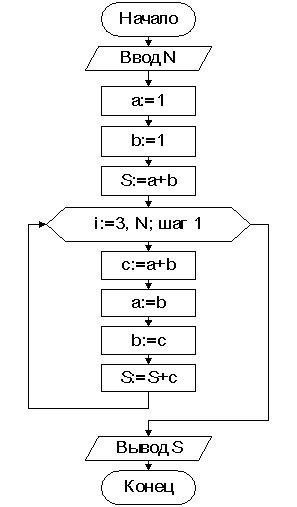 Начало
Ввод N
a:=1
b:=1
S:=a+b
i:=3, N; шаг 1
c:=a+b
a:=b
b:=c
S:=S+c
Вывод S
Конец